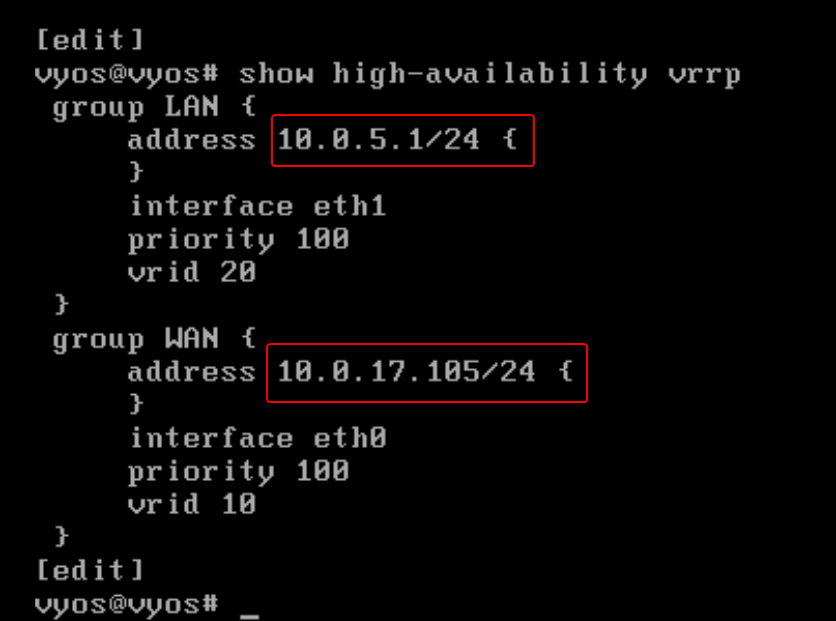 [edit]
vyos@vyos# show high-availability vrrp
group LAN {
address 10.0.5.1/24 {
}
interface eth1
priority 100
vrid 20
}
group WAN {
address 10.0.17.105/24 {
}
interface eth0
priority 100
vrid 10
}
[edit]
vyos@vyos# _